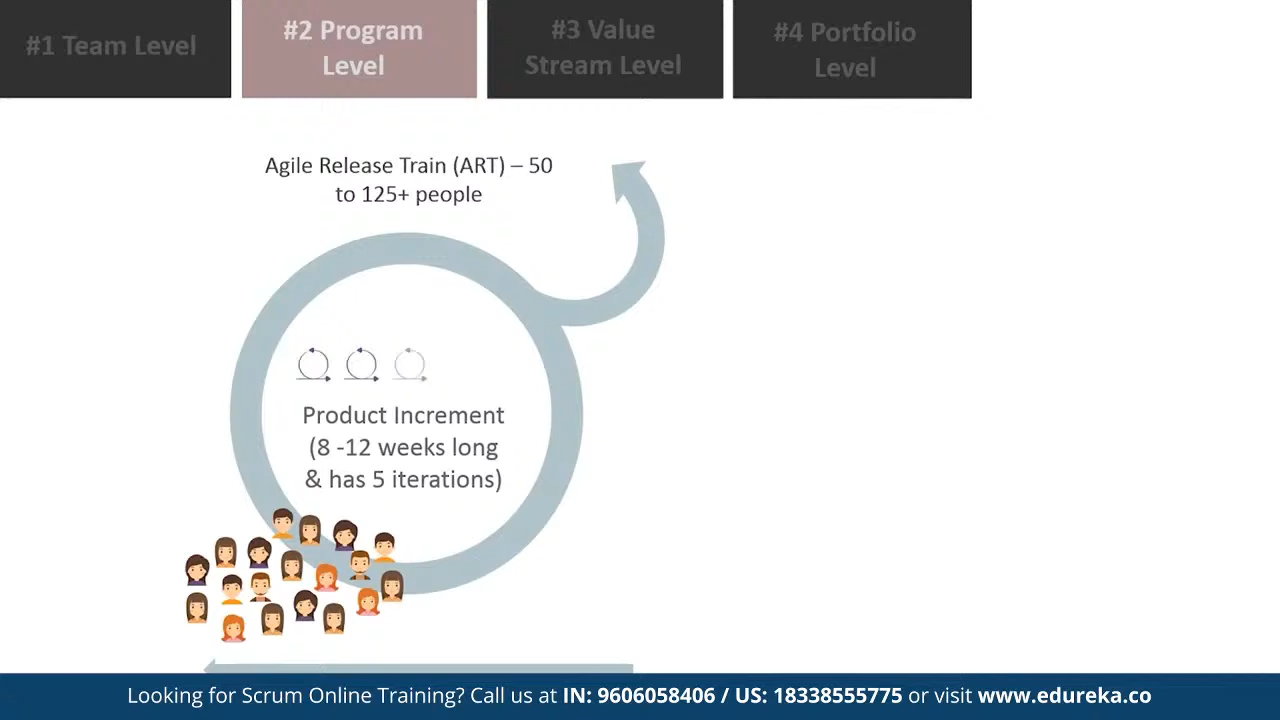 #1 Team Level
#2 Program
Level
#3 Value
Stream Level
#4 Portfolio
Level
Agile Release Train (ART) – 50
to 125+ people
Product Increment
(8 -12 weeks long
& has 5 iterations)
Looking for Scrum Online Training? Call us at IN: 9606058406 / US: 18338555775 or visit www.edureka.co